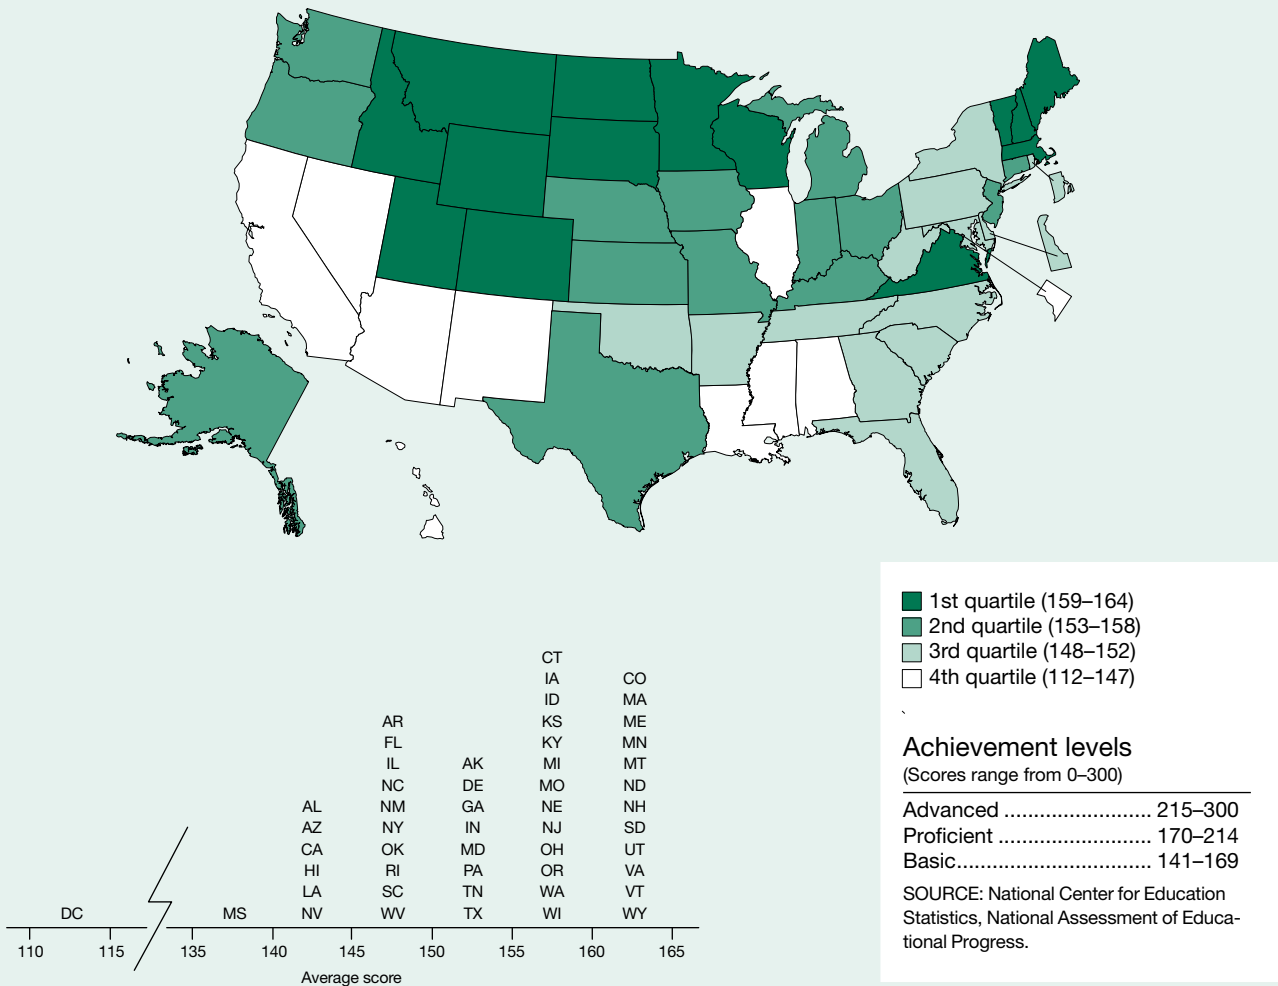 1st quartile (159–164)
2nd quartile (153–158)
3rd quartile (148–152)
4th quartile (112–147)
`
Achievement levels
(Scores range from 0–300)
Advanced ......................... 215–300
Proficient .......................... 170–214
Basic................................. 141–169
SOURCE: National Center for Education
Statistics, National Assessment of Educa-
tional Progress.
CT
IA CO
ID MA
AR KS ME
FL KY MN
IL AK MI MT
NC DE MO ND
AL NM GA NE NH
AZ NY IN NJ SD
CA OK MD OH UT
HI RI PA OR VA
LA SC TN WA VT
DC MS NV WV TX WI WY
110 115 135 140 145 150 155 160 165
Average score